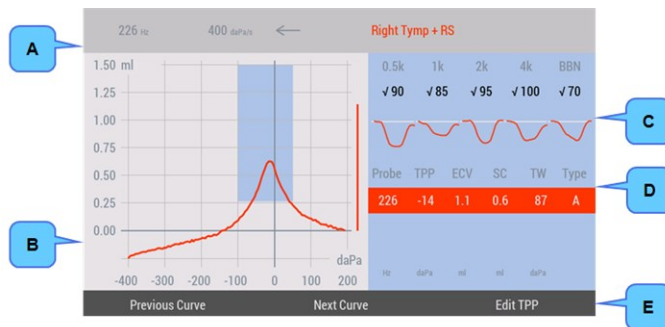 A
226 Hz 400 daPa/s Right Tymp + RS
1.50 ml
1.25
1.00
0.75
0.50
0.25
0.00
daPa
-400 -300 -200 -100 0 100 200
0.5k 1k 2k 4k BBN
√ 90 √ 85 √ 95 √ 100 √ 70
C
Probe TPP ECV SC TW Type
226 -14 1.1 0.6 87 A
D
B
Hz daPa ml ml daPa
Previous Curve Next Curve Edit TPP
E